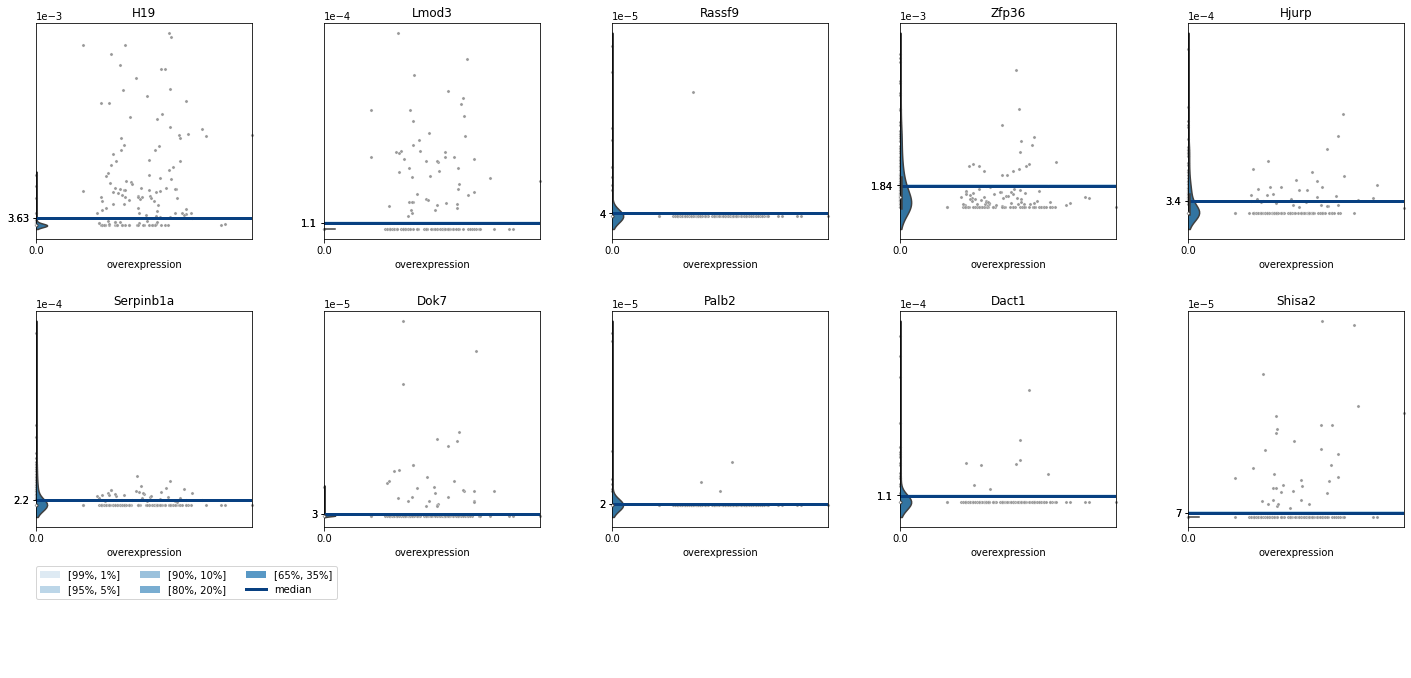 H19 Lmod3 Rassf9 Zfp36 Hjurp
1e−3 1e−4 1e−5 1e−3 1e−4
3.63 1.1 4 1.84 3.4
0.0 0.0 0.0 0.0 0.0
overexpression overexpression overexpression overexpression overexpression
Serpinb1a Dok7 Palb2 Dact1 Shisa2
1e−4 1e−5 1e−5 1e−4 1e−5
2.2 3 2 1.1 7
0.0 0.0 0.0 0.0 0.0
overexpression overexpression overexpression overexpression overexpression
[99%, 1%] [90%, 10%] [65%, 35%]
[95%, 5%] [80%, 20%] median